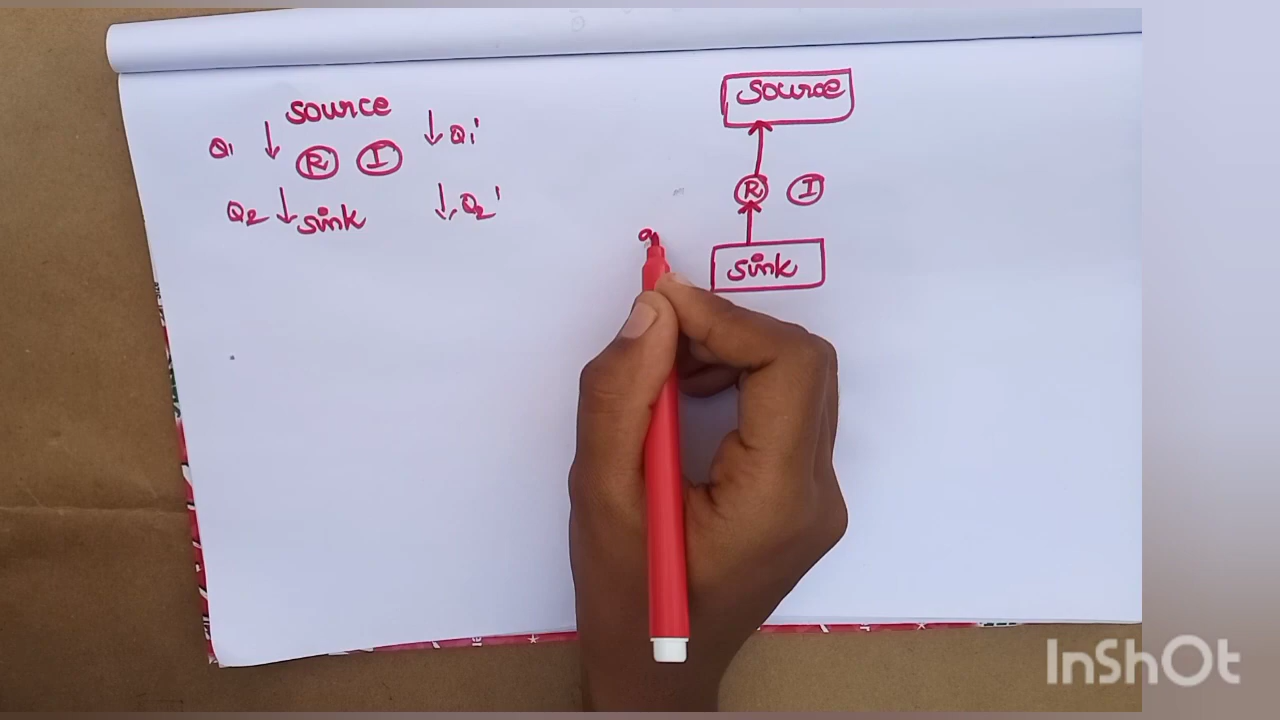 source
Q1 ↓ R I ↓ Q1'
Q2 ↓ sink ↓ Q2'
source
R I
sink
InShOt